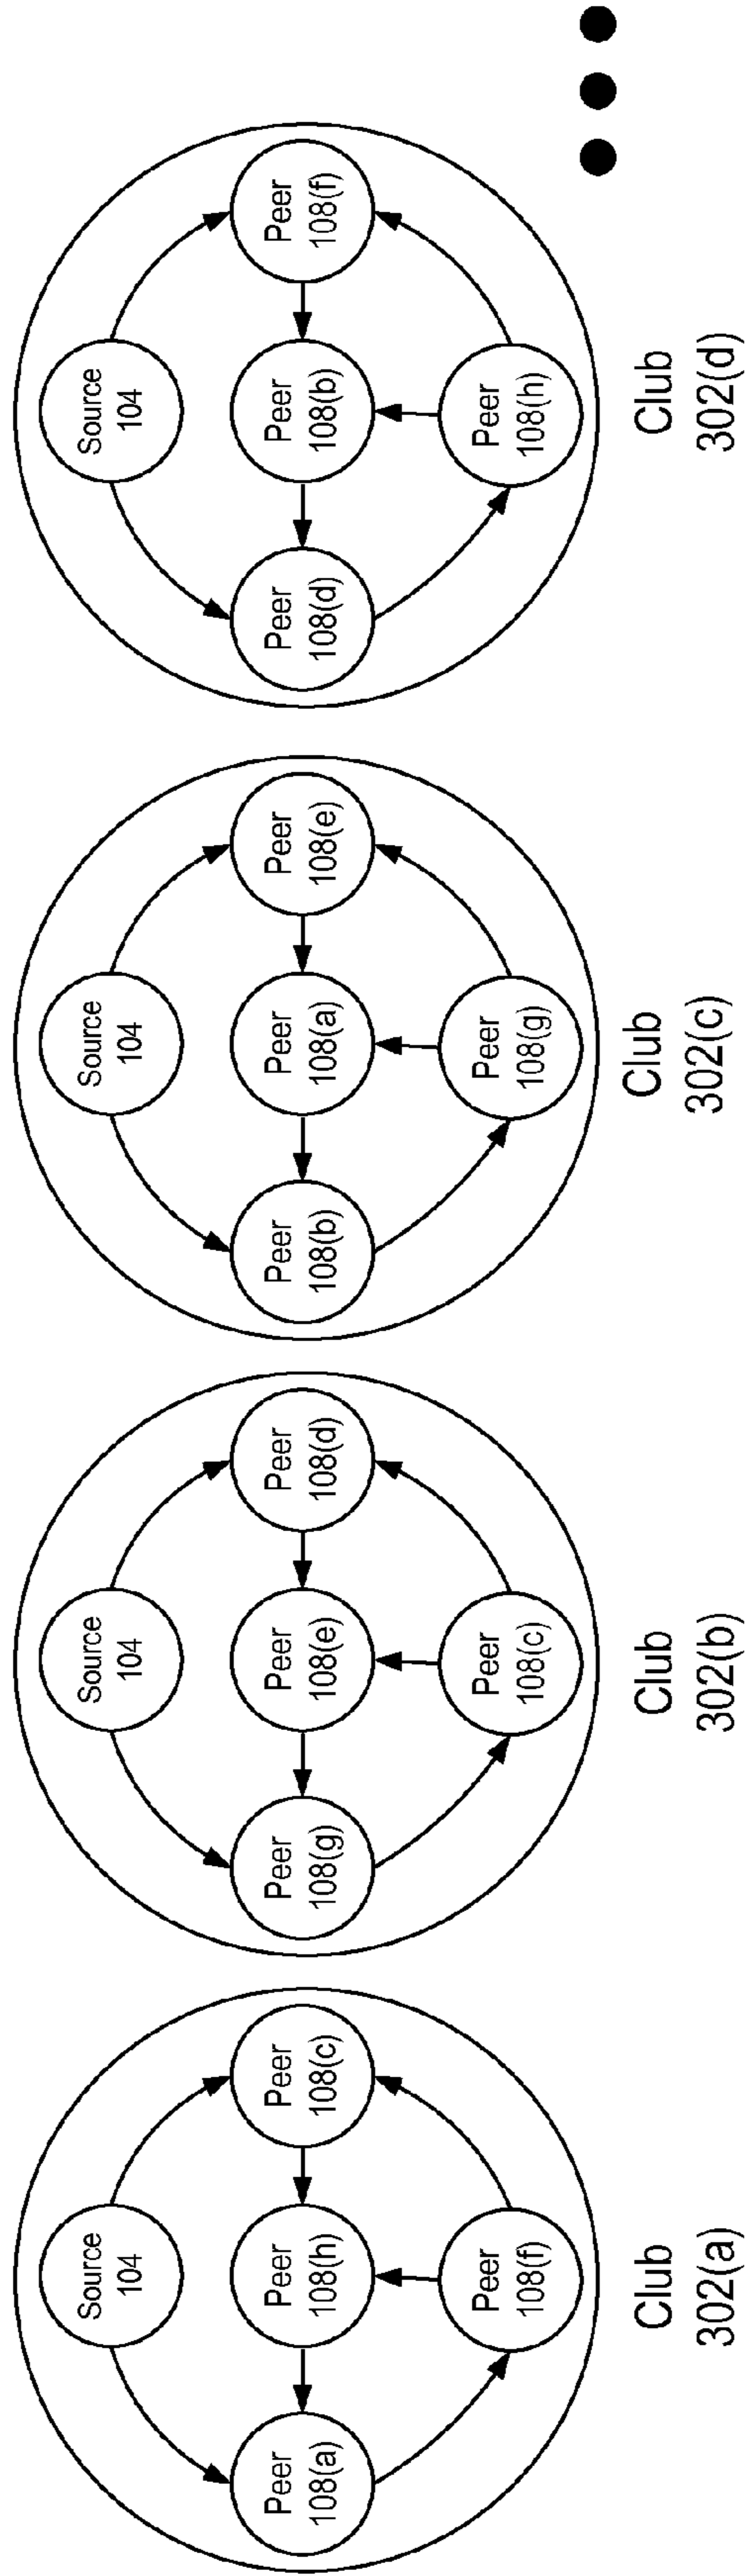 Source
104
Peer
108(a)
Peer
108(h)
Peer
108(c)
Peer
108(f)
Club
302(a)
Source
104
Peer
108(g)
Peer
108(e)
Peer
108(d)
Peer
108(c)
Club
302(b)
Source
104
Peer
108(b)
Peer
108(a)
Peer
108(e)
Peer
108(g)
Club
302(c)
Source
104
Peer
108(d)
Peer
108(b)
Peer
108(f)
Peer
108(h)
Club
302(d)